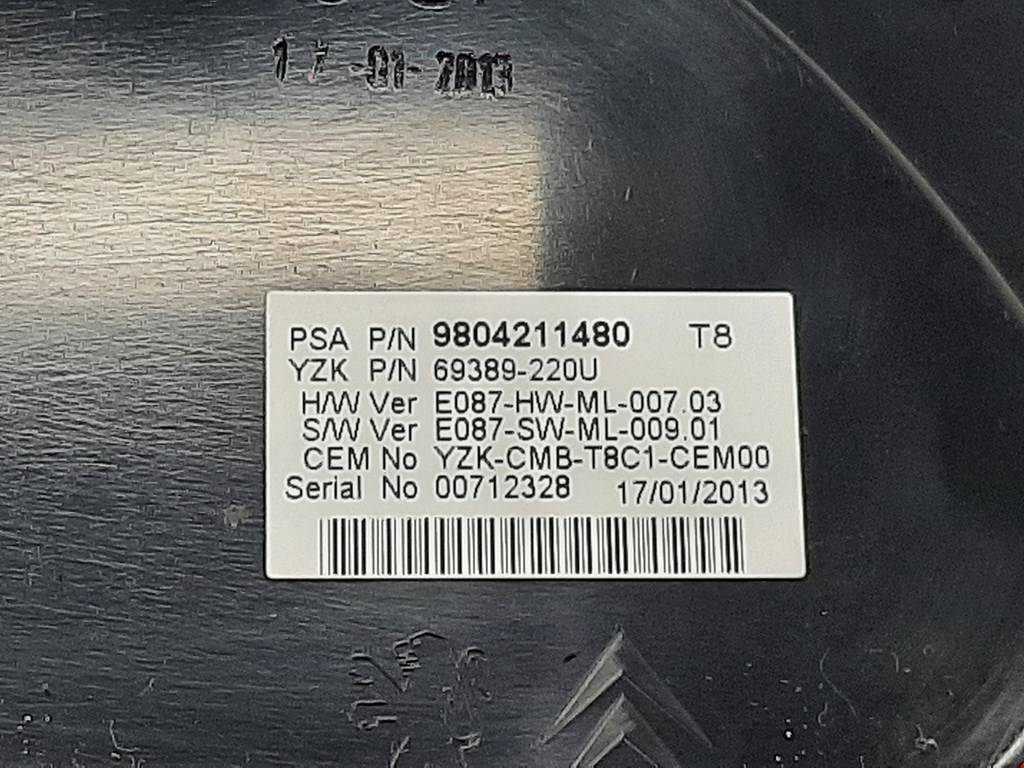 17-01-2013
PSA P/N 9804211480 T8
YZK P/N 69389-220U
H/W Ver E087-HW-ML-007.03
S/W Ver E087-SW-ML-009.01
CEM No YZK-CMB-T8C1-CEM00
Serial No 00712328 17/01/2013